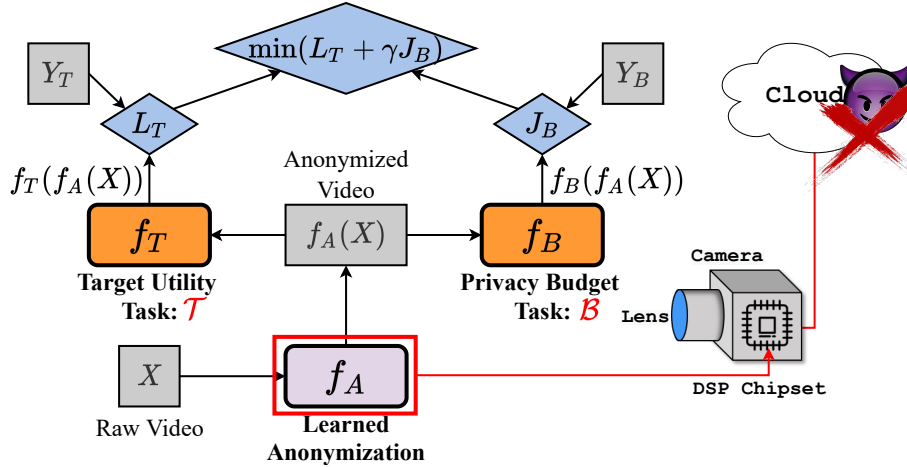 min(L_T + γJ_B)
Y_T
Y_B
L_T
J_B
Cloud
f_T(f_A(X))
Anonymized
Video
f_B(f_A(X))
f_T
f_A(X)
f_B
Target Utility
Task: 𝒯
Privacy Budget
Task: ℬ
Camera
Lens
DSP Chipset
X
f_A
Raw Video
Learned
Anonymization